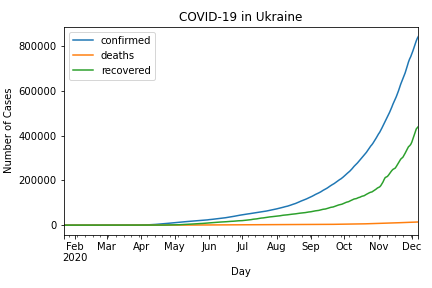 COVID-19 in Ukraine
confirmed
deaths
recovered
800000
600000
400000
200000
0
Number of Cases
Feb Mar Apr May Jun Jul Aug Sep Oct Nov Dec
2020
Day